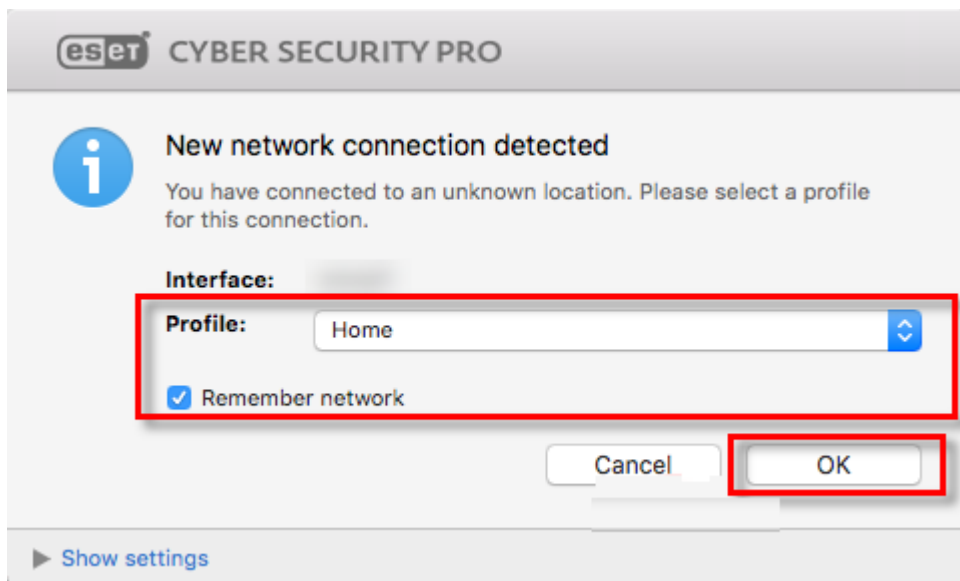 eset CYBER SECURITY PRO
New network connection detected
You have connected to an unknown location. Please select a profile
for this connection.
Interface:
Profile: Home
Remember network
Cancel OK
Show settings